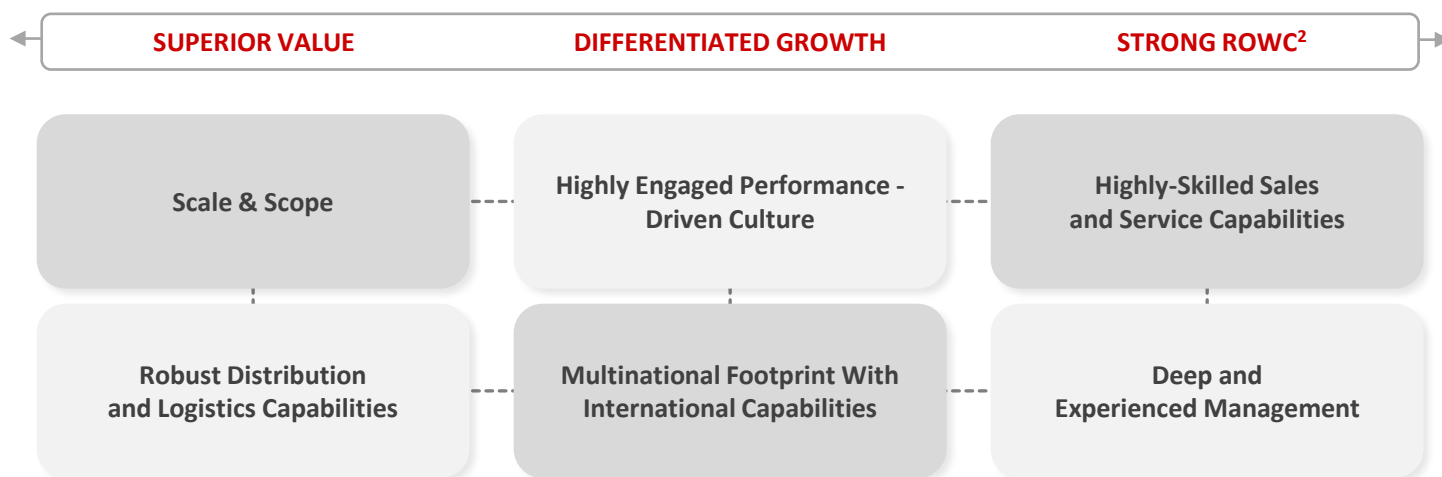 SUPERIOR VALUE
DIFFERENTIATED GROWTH
STRONG ROWC²
Scale & Scope
Highly Engaged Performance -
Driven Culture
Highly-Skilled Sales
and Service Capabilities
Robust Distribution
and Logistics Capabilities
Multinational Footprint With
International Capabilities
Deep and
Experienced Management